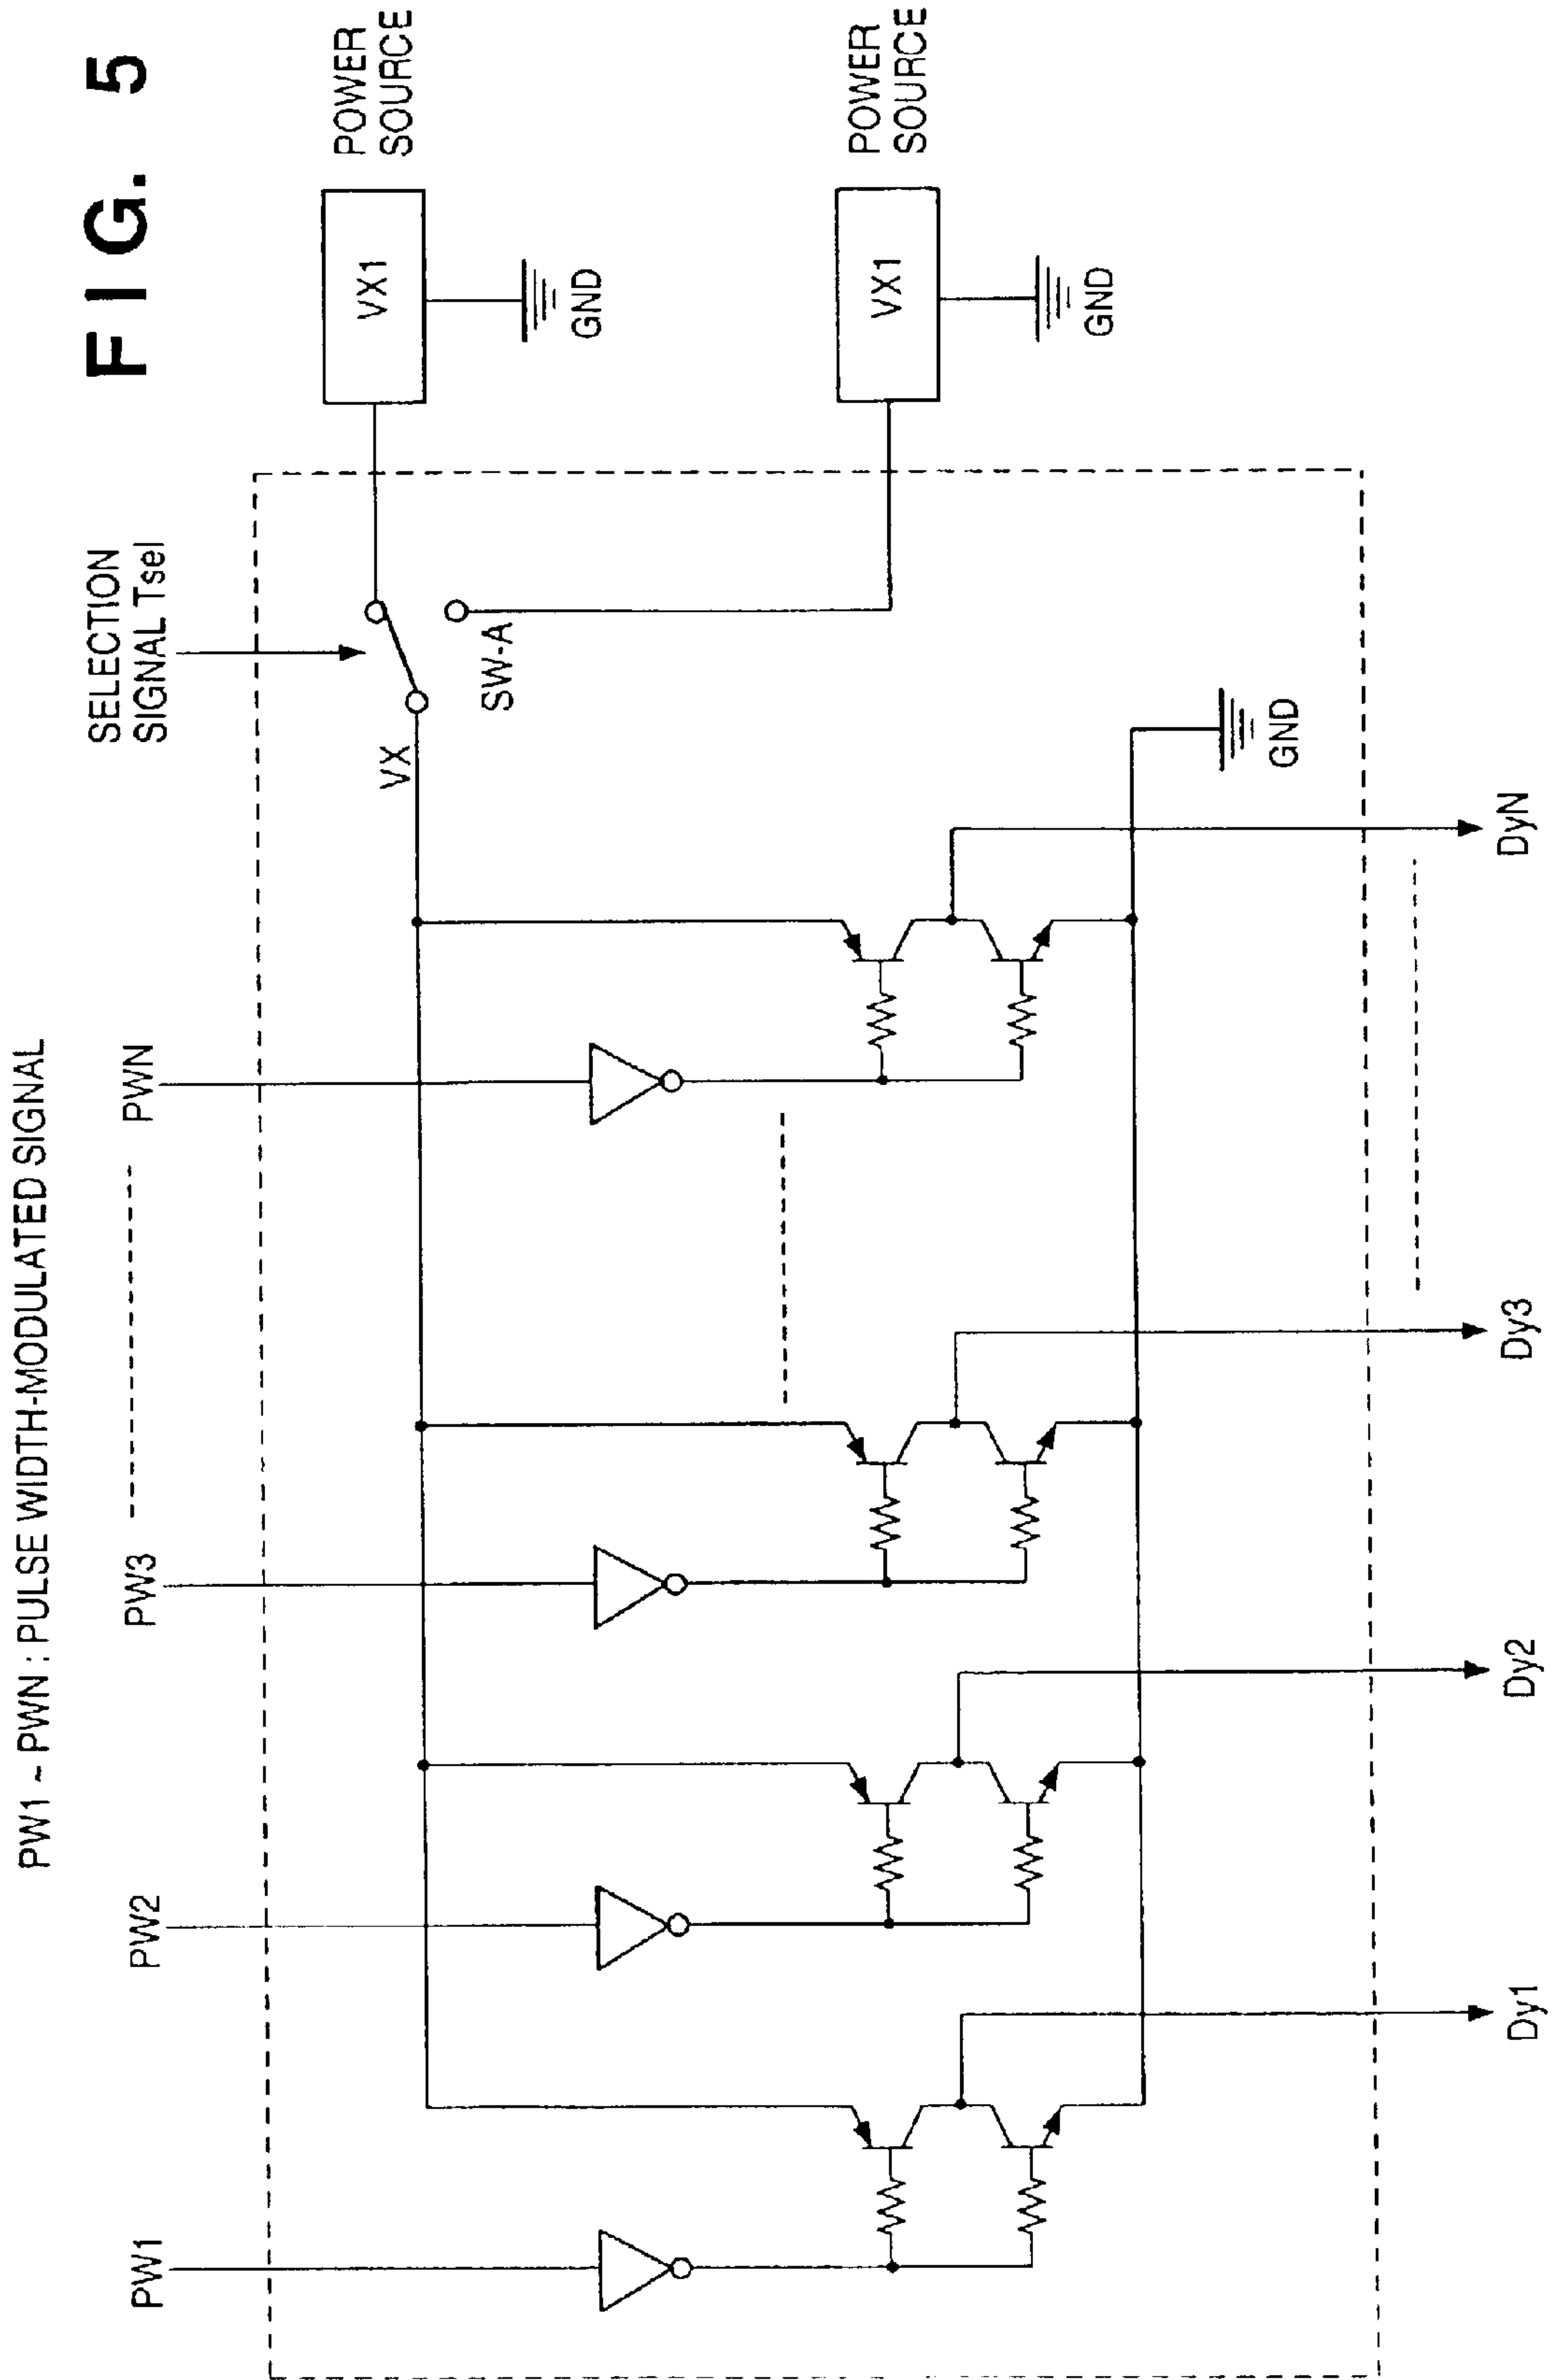 FIG. 5
PW1 ~ PWN : PULSE WIDTH-MODULATED SIGNAL
PW1
PW2
PW3
PWN
SELECTION
SIGNAL Tsel
POWER
SOURCE
VX1
GND
VX
SW-A
POWER
SOURCE
VX1
GND
GND
Dy1
Dy2
Dy3
DyN